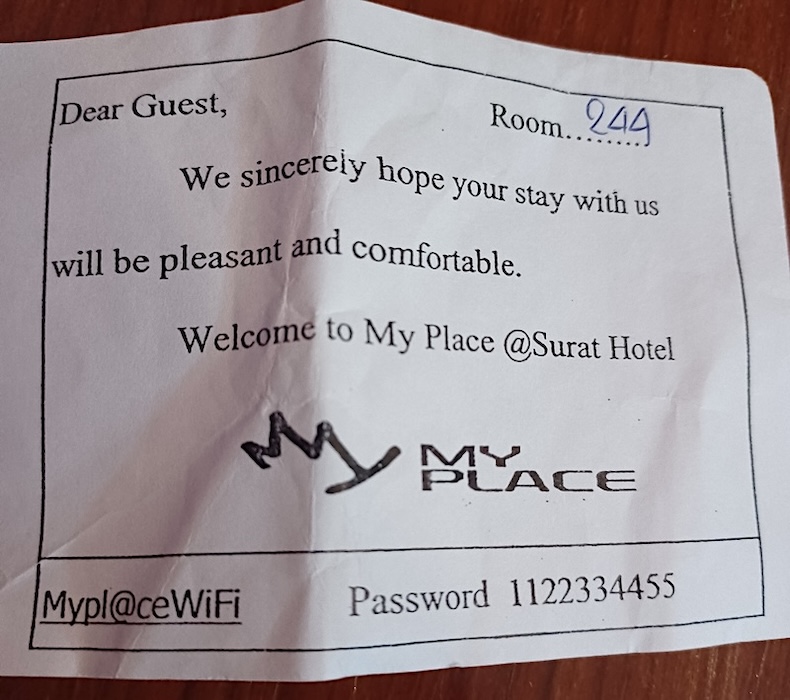 Dear Guest,
Room..244
We sincerely hope your stay with us
will be pleasant and comfortable.
Welcome to My Place @Surat Hotel
My MY
PLACE
Mypl@ceWiFi Password 1122334455